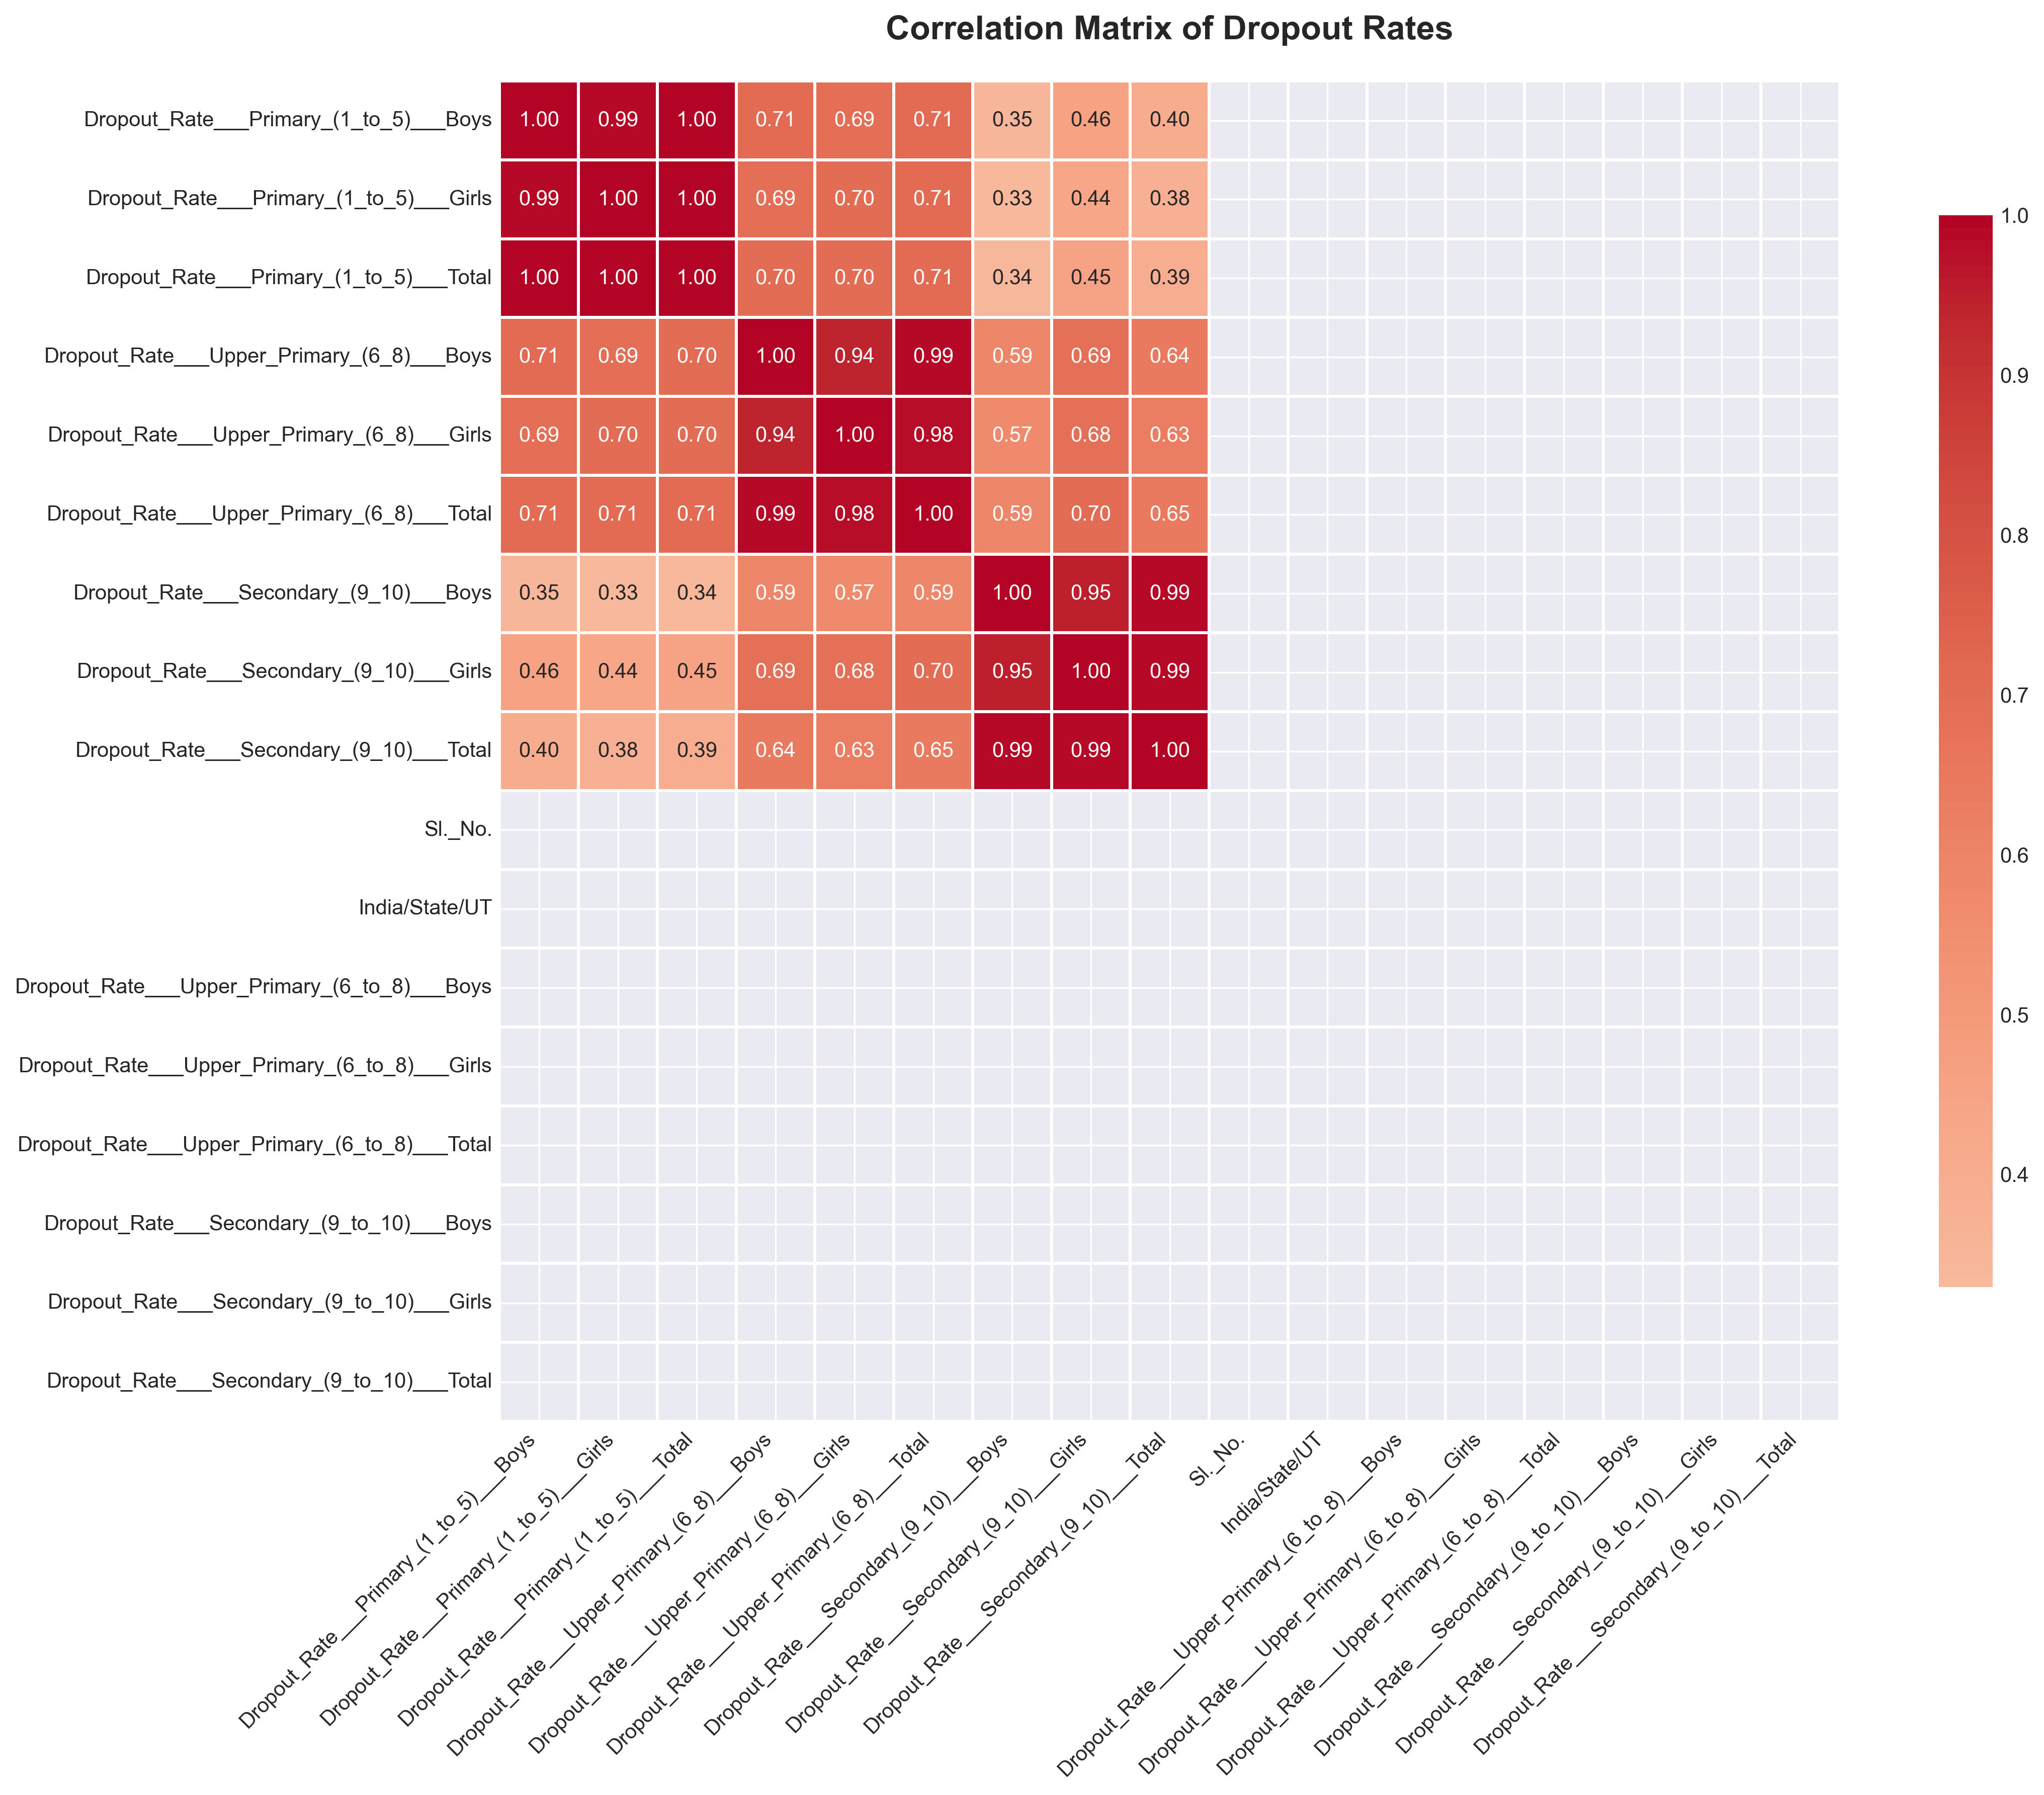 Correlation Matrix of Dropout Rates
Dropout_Rate___Primary_(1_to_5)___Boys 1.00 0.99 1.00 0.71 0.69 0.71 0.35 0.46 0.40
Dropout_Rate___Primary_(1_to_5)___Girls 0.99 1.00 1.00 0.69 0.70 0.71 0.33 0.44 0.38
Dropout_Rate___Primary_(1_to_5)___Total 1.00 1.00 1.00 0.70 0.70 0.71 0.34 0.45 0.39
Dropout_Rate___Upper_Primary_(6_8)___Boys 0.71 0.69 0.70 1.00 0.94 0.99 0.59 0.69 0.64
Dropout_Rate___Upper_Primary_(6_8)___Girls 0.69 0.70 0.70 0.94 1.00 0.98 0.57 0.68 0.63
Dropout_Rate___Upper_Primary_(6_8)___Total 0.71 0.71 0.71 0.99 0.98 1.00 0.59 0.70 0.65
Dropout_Rate___Secondary_(9_10)___Boys 0.35 0.33 0.34 0.59 0.57 0.59 1.00 0.95 0.99
Dropout_Rate___Secondary_(9_10)___Girls 0.46 0.44 0.45 0.69 0.68 0.70 0.95 1.00 0.99
Dropout_Rate___Secondary_(9_10)___Total 0.40 0.38 0.39 0.64 0.63 0.65 0.99 0.99 1.00
Sl._No.
India/State/UT
Dropout_Rate___Upper_Primary_(6_to_8)___Boys
Dropout_Rate___Upper_Primary_(6_to_8)___Girls
Dropout_Rate___Upper_Primary_(6_to_8)___Total
Dropout_Rate___Secondary_(9_to_10)___Boys
Dropout_Rate___Secondary_(9_to_10)___Girls
Dropout_Rate___Secondary_(9_to_10)___Total
Dropout_Rate___Primary_(1_to_5)___Boys
Dropout_Rate___Primary_(1_to_5)___Girls
Dropout_Rate___Primary_(1_to_5)___Total
Dropout_Rate___Upper_Primary_(6_8)___Boys
Dropout_Rate___Upper_Primary_(6_8)___Girls
Dropout_Rate___Upper_Primary_(6_8)___Total
Dropout_Rate___Secondary_(9_10)___Boys
Dropout_Rate___Secondary_(9_10)___Girls
Dropout_Rate___Secondary_(9_10)___Total
Sl._No.
India/State/UT
Dropout_Rate___Upper_Primary_(6_to_8)___Boys
Dropout_Rate___Upper_Primary_(6_to_8)___Girls
Dropout_Rate___Upper_Primary_(6_to_8)___Total
Dropout_Rate___Secondary_(9_to_10)___Boys
Dropout_Rate___Secondary_(9_to_10)___Girls
Dropout_Rate___Secondary_(9_to_10)___Total
1.0
0.9
0.8
0.7
0.6
0.5
0.4